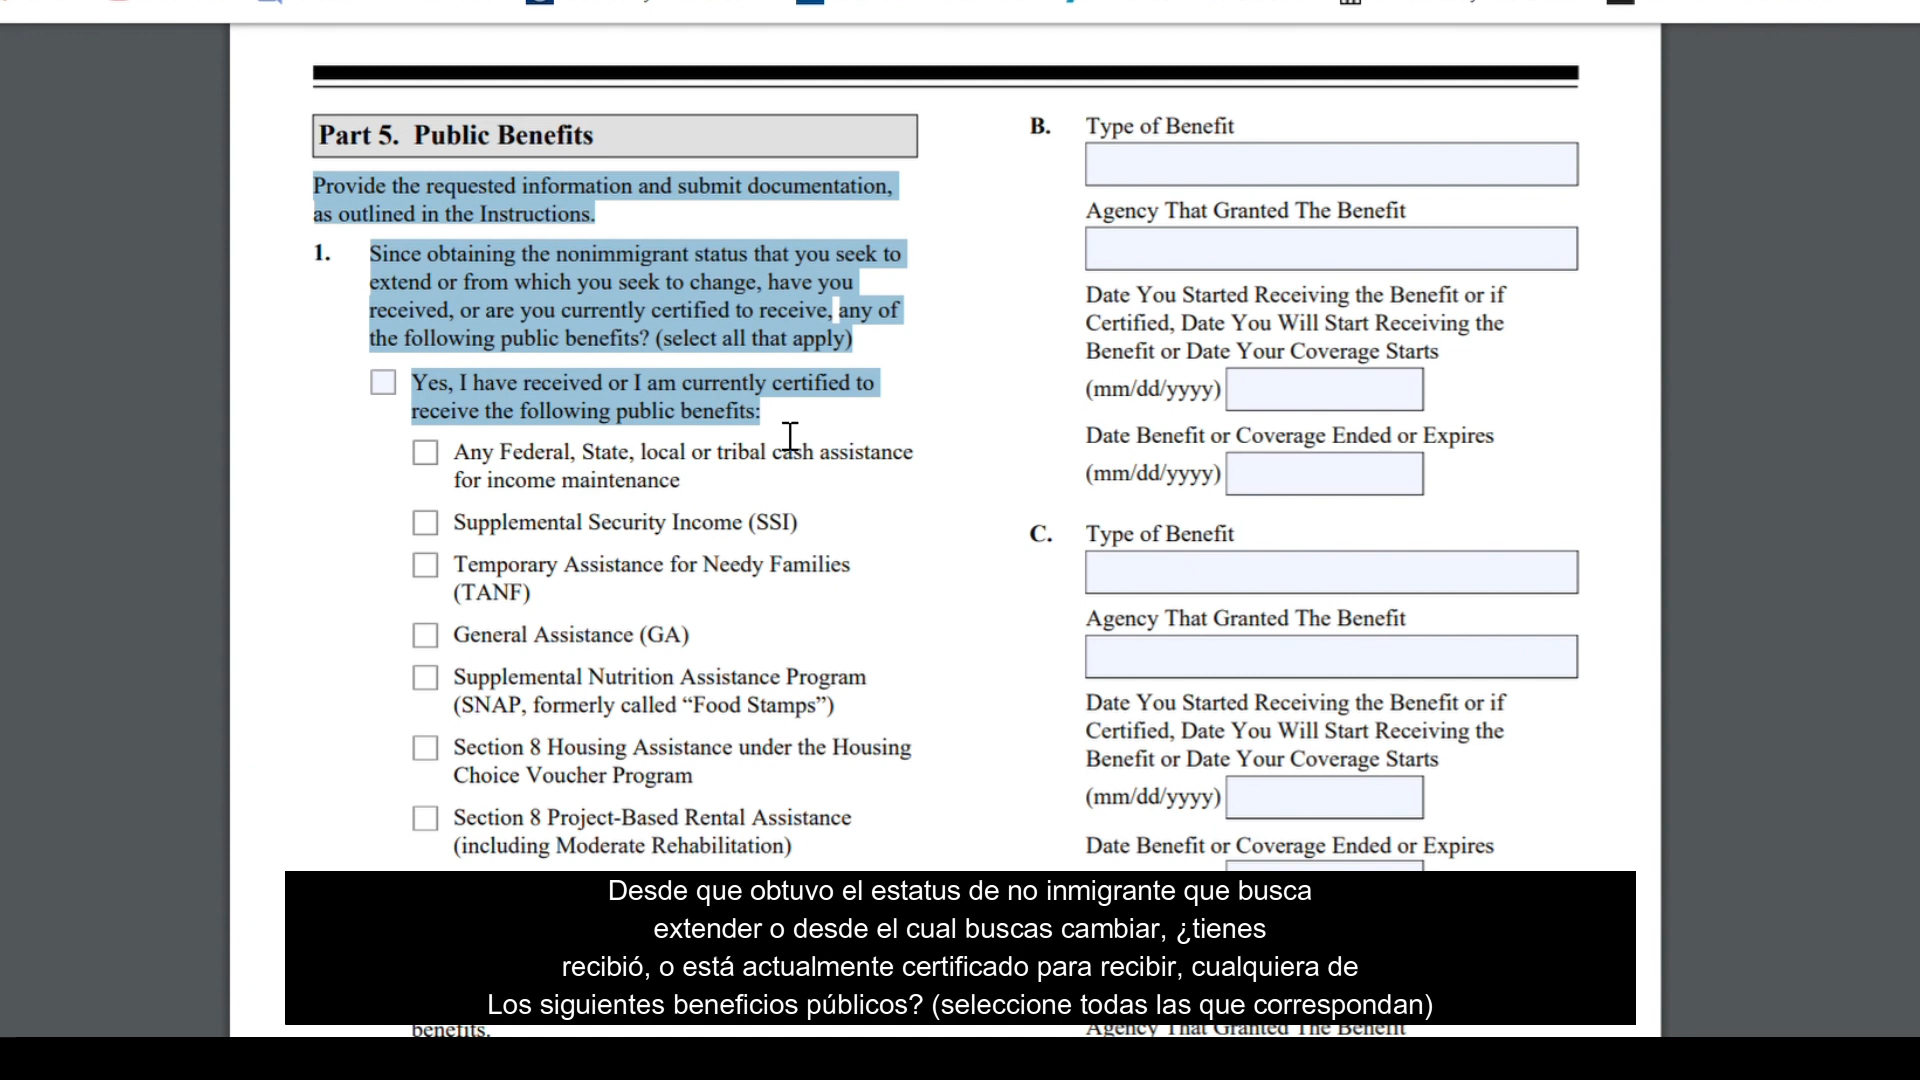 Part 5. Public Benefits
Provide the requested information and submit documentation,
as outlined in the Instructions.
1. Since obtaining the nonimmigrant status that you seek to
extend or from which you seek to change, have you
received, or are you currently certified to receive, any of
the following public benefits? (select all that apply)
Yes, I have received or I am currently certified to
receive the following public benefits:
Any Federal, State, local or tribal cash assistance
for income maintenance
Supplemental Security Income (SSI)
Temporary Assistance for Needy Families
(TANF)
General Assistance (GA)
Supplemental Nutrition Assistance Program
(SNAP, formerly called “Food Stamps”)
Section 8 Housing Assistance under the Housing
Choice Voucher Program
Section 8 Project-Based Rental Assistance
(including Moderate Rehabilitation)
benefits.
B. Type of Benefit
Agency That Granted The Benefit
Date You Started Receiving the Benefit or if
Certified, Date You Will Start Receiving the
Benefit or Date Your Coverage Starts
(mm/dd/yyyy)
Date Benefit or Coverage Ended or Expires
(mm/dd/yyyy)
C. Type of Benefit
Agency That Granted The Benefit
Date You Started Receiving the Benefit or if
Certified, Date You Will Start Receiving the
Benefit or Date Your Coverage Starts
(mm/dd/yyyy)
Date Benefit or Coverage Ended or Expires
Agency That Granted The Benefit
Desde que obtuvo el estatus de no inmigrante que busca
extender o desde el cual buscas cambiar, ¿tienes
recibió, o está actualmente certificado para recibir, cualquiera de
Los siguientes beneficios públicos? (seleccione todas las que correspondan)